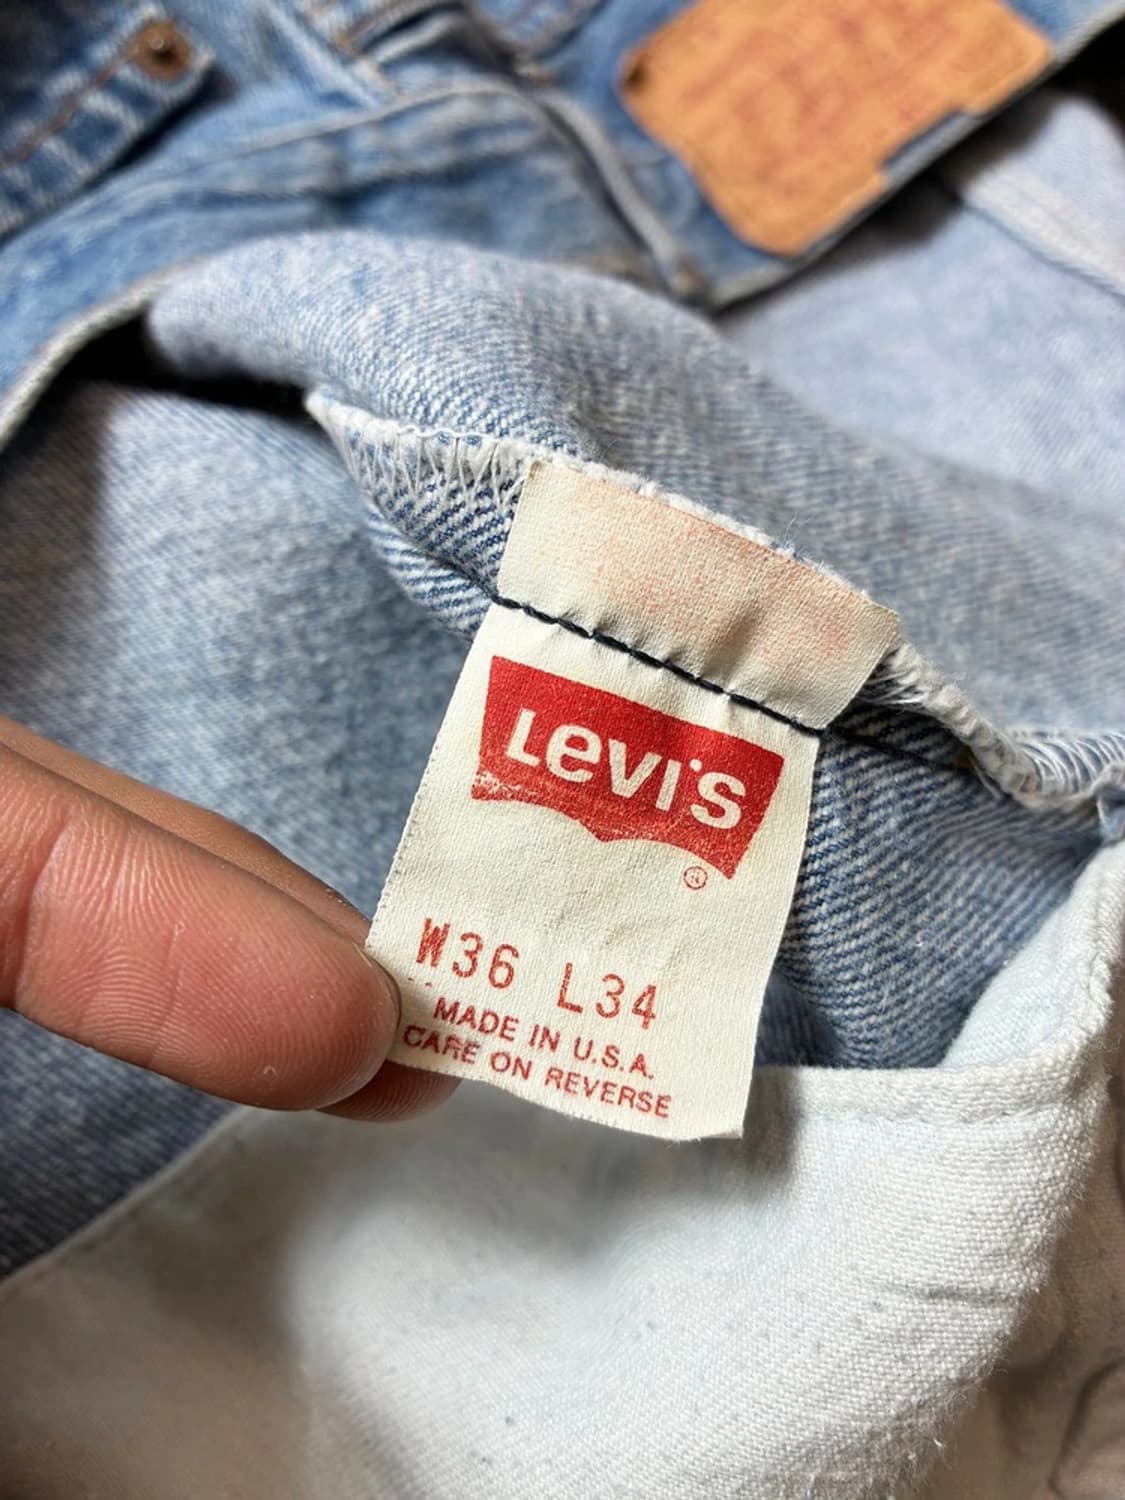 Levi's
®
W36 L34
MADE IN U.S.A.
CARE ON REVERSE